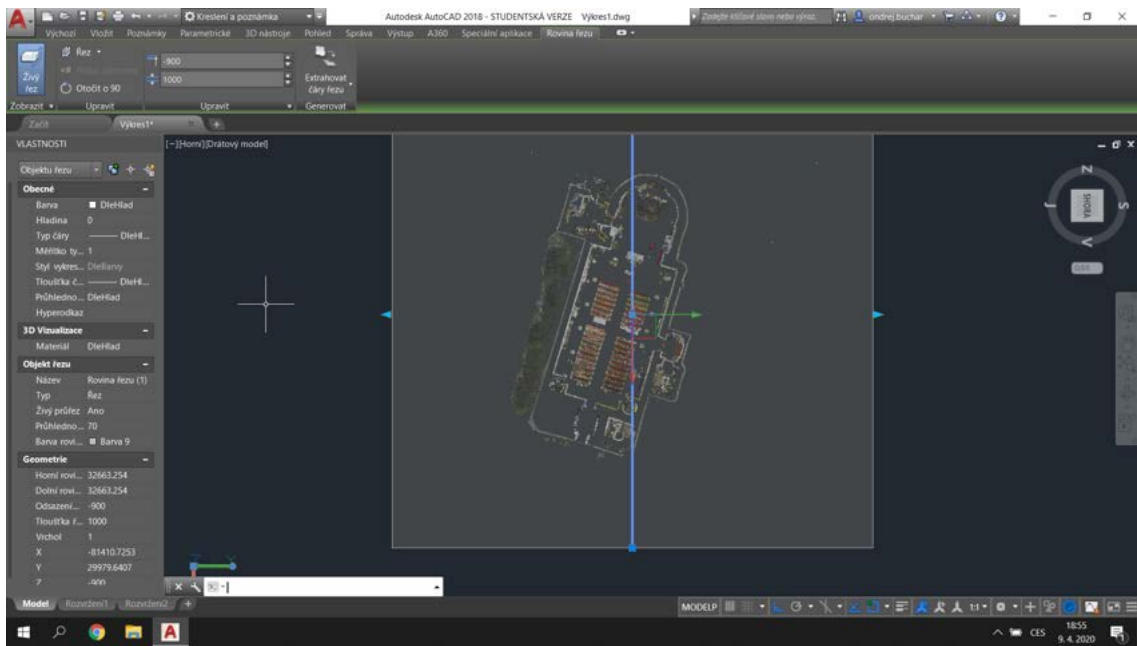 Kreslení a poznámka
Autodesk AutoCAD 2018 - STUDENTSKÁ VERZE Výkres1.dwg
Zadejte klíčové slovo nebo výraz.
ondrej.buchar
Výchozí Vložit Poznámky Parametrické 3D nástroje Pohled Správa Výstup A360 Speciální aplikace Rovina řezu
Živý
řez
Řez
Otočit o 90
-900
1000
Extrahovat
čáry řezu
Zobrazit Upravit Upravit Generovat
Začít Výkres1*
VLASTNOSTI
[−][Horní][Drátový model]
Objektu řezu
Obecné
Barva DleHlad
Hladina 0
Typ čáry DleHl...
Měřítko ty... 1
Styl vykres... DleBarvy
Tloušťka č... DleHl...
Průhledno... DleHlad
Hyperodkaz
3D Vizualizace
Materiál DleHlad
Objekt řezu
Název Rovina řezu (1)
Typ Řez
Živý průřez Ano
Průhledno... 70
Barva rovi... Barva 9
Geometrie
Horní rovi... 32663.254
Dolní rovi... 32663.254
Odsazení... -900
Tloušťka ř... 1000
Vrchol 1
X -81410.7253
Y 29979.6407
Z -900
S
SHORA
Z
J
V
GSS
-
Model Rozvržení1 Rozvržení2 +
MODELP
1:1
CES
18:55
9. 4. 2020